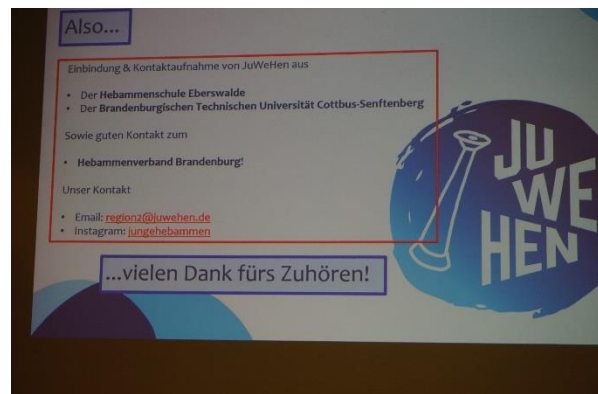 Also...
Einbindung & Kontaktaufnahme von JuWeHen aus
• Der Hebammenschule Eberswalde
• Der Brandenburgischen Technischen Universität Cottbus-Senftenberg
Sowie guten Kontakt zum
• Hebammenverband Brandenburg!
Unser Kontakt
• Email: region2@juwehen.de
• Instagram: jungehebammen
...vielen Dank fürs Zuhören!
JU
WE
HEN